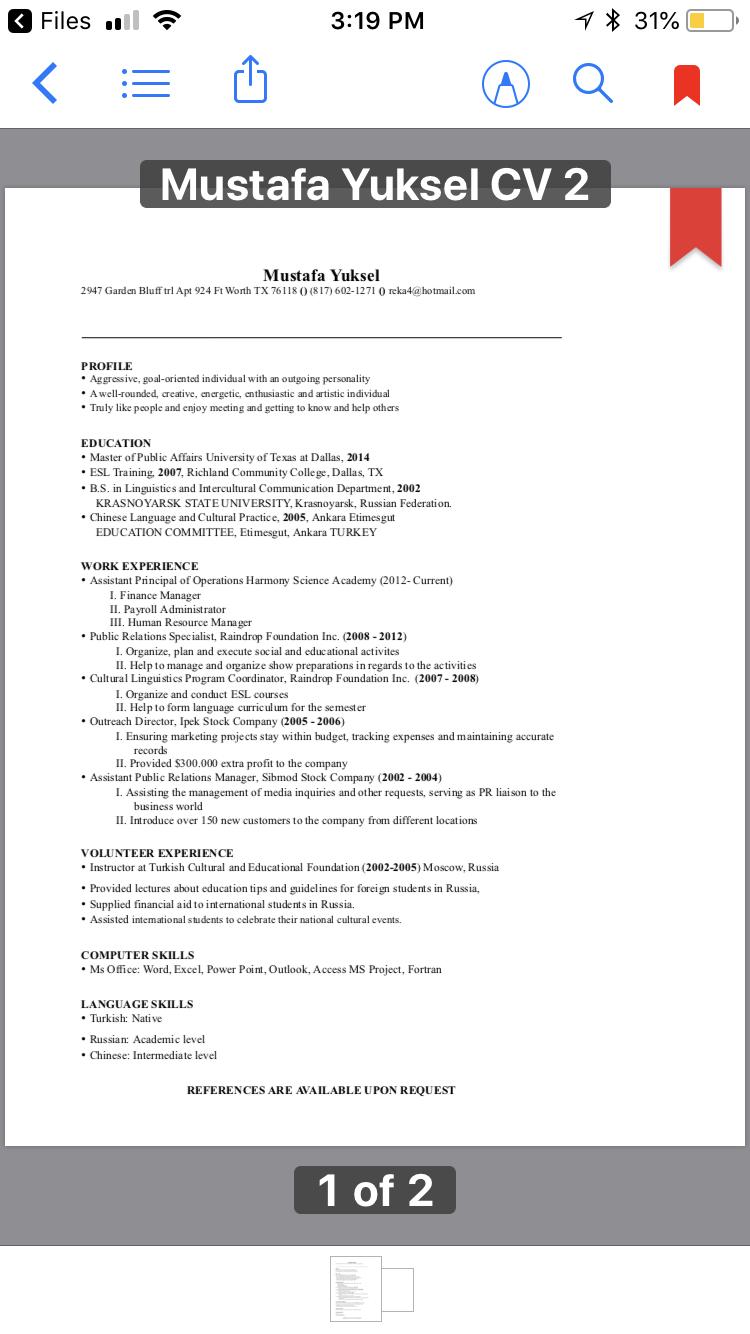 Files
3:19 PM
31%
Mustafa Yuksel CV 2
Mustafa Yuksel
2947 Garden Bluff trl Apt 924 Ft Worth TX 76118 () (817) 602-1271 () reka4@hotmail.com
PROFILE
• Aggressive, goal-oriented individual with an outgoing personality
• A well-rounded, creative, energetic, enthusiastic and artistic individual
• Truly like people and enjoy meeting and getting to know and help others
EDUCATION
• Master of Public Affairs University of Texas at Dallas, 2014
• ESL Training, 2007, Richland Community College, Dallas, TX
• B.S. in Linguistics and Intercultural Communication Department, 2002
KRASNOYARSK STATE UNIVERSITY, Krasnoyarsk, Russian Federation.
• Chinese Language and Cultural Practice, 2005, Ankara Etimesgut
EDUCATION COMMITTEE, Etimesgut, Ankara TURKEY
WORK EXPERIENCE
• Assistant Principal of Operations Harmony Science Academy (2012- Current)
I. Finance Manager
II. Payroll Administrator
III. Human Resource Manager
• Public Relations Specialist, Raindrop Foundation Inc. (2008 - 2012)
I. Organize, plan and execute social and educational activites
II. Help to manage and organize show preparations in regards to the activities
• Cultural Linguistics Program Coordinator, Raindrop Foundation Inc. (2007 - 2008)
I. Organize and conduct ESL courses
II. Help to form language curriculum for the semester
• Outreach Director, Ipek Stock Company (2005 - 2006)
I. Ensuring marketing projects stay within budget, tracking expenses and maintaining accurate
records
II. Provided $300.000 extra profit to the company
• Assistant Public Relations Manager, Sibmod Stock Company (2002 - 2004)
I. Assisting the management of media inquiries and other requests, serving as PR liaison to the
business world
II. Introduce over 150 new customers to the company from different locations
VOLUNTEER EXPERIENCE
• Instructor at Turkish Cultural and Educational Foundation (2002-2005) Moscow, Russia
• Provided lectures about education tips and guidelines for foreign students in Russia,
• Supplied financial aid to international students in Russia.
• Assisted international students to celebrate their national cultural events.
COMPUTER SKILLS
• Ms Office: Word, Excel, Power Point, Outlook, Access MS Project, Fortran
LANGUAGE SKILLS
• Turkish: Native
• Russian: Academic level
• Chinese: Intermediate level
REFERENCES ARE AVAILABLE UPON REQUEST
1 of 2